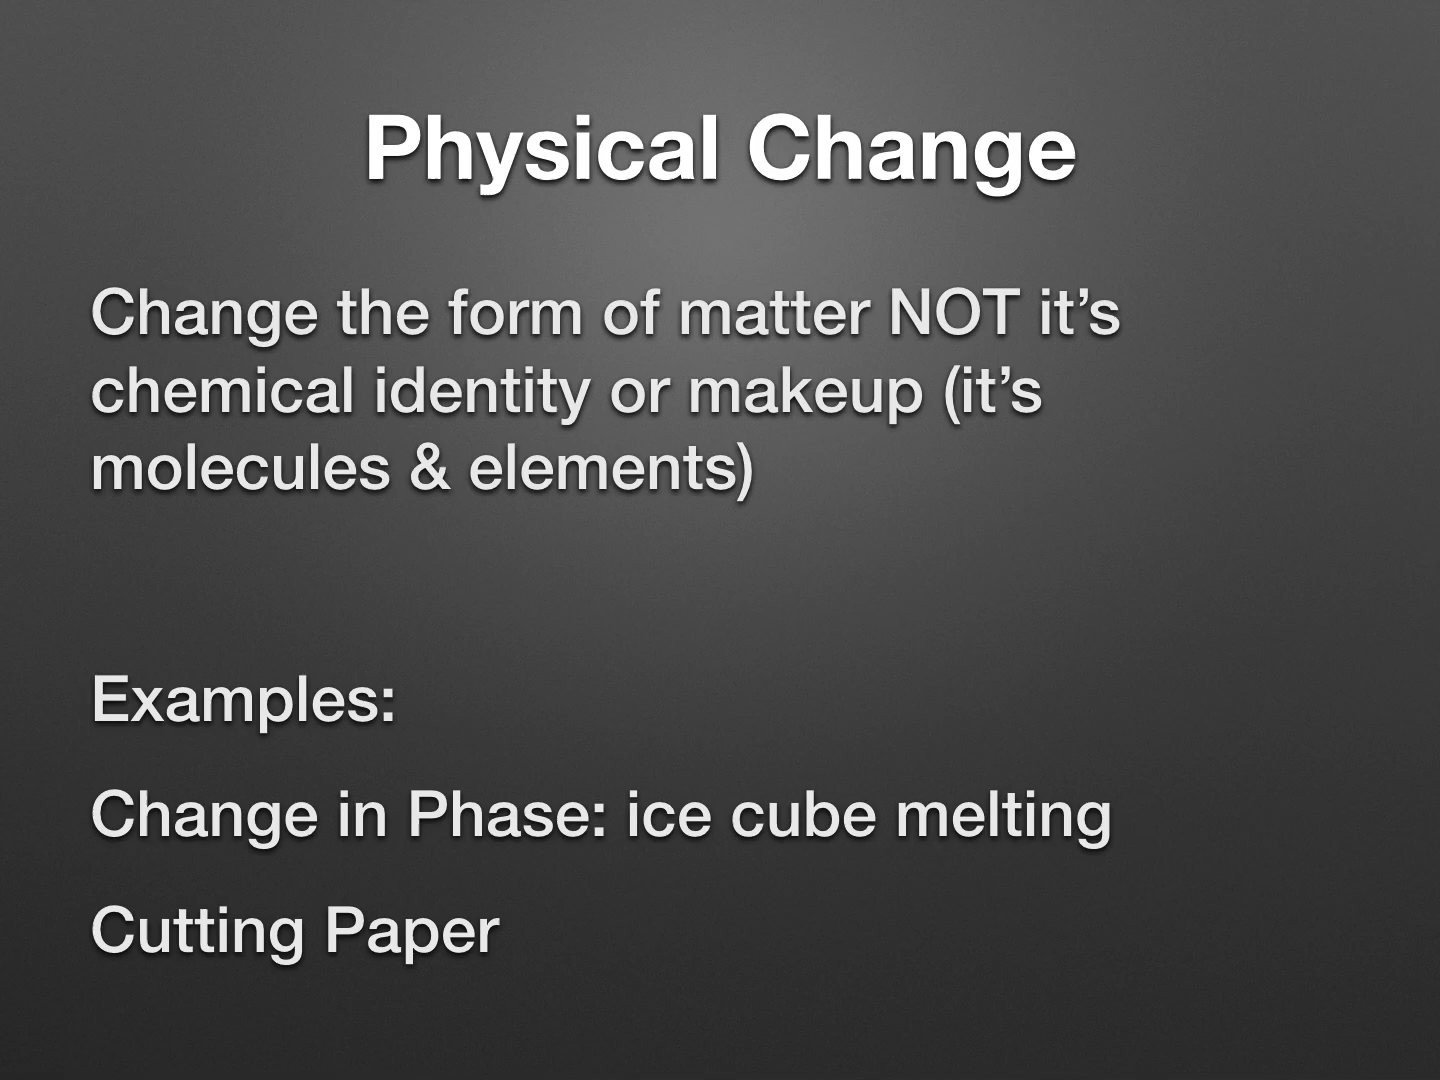 Physical Change
Change the form of matter NOT it’s
chemical identity or makeup (it’s
molecules & elements)
Examples:
Change in Phase: ice cube melting
Cutting Paper